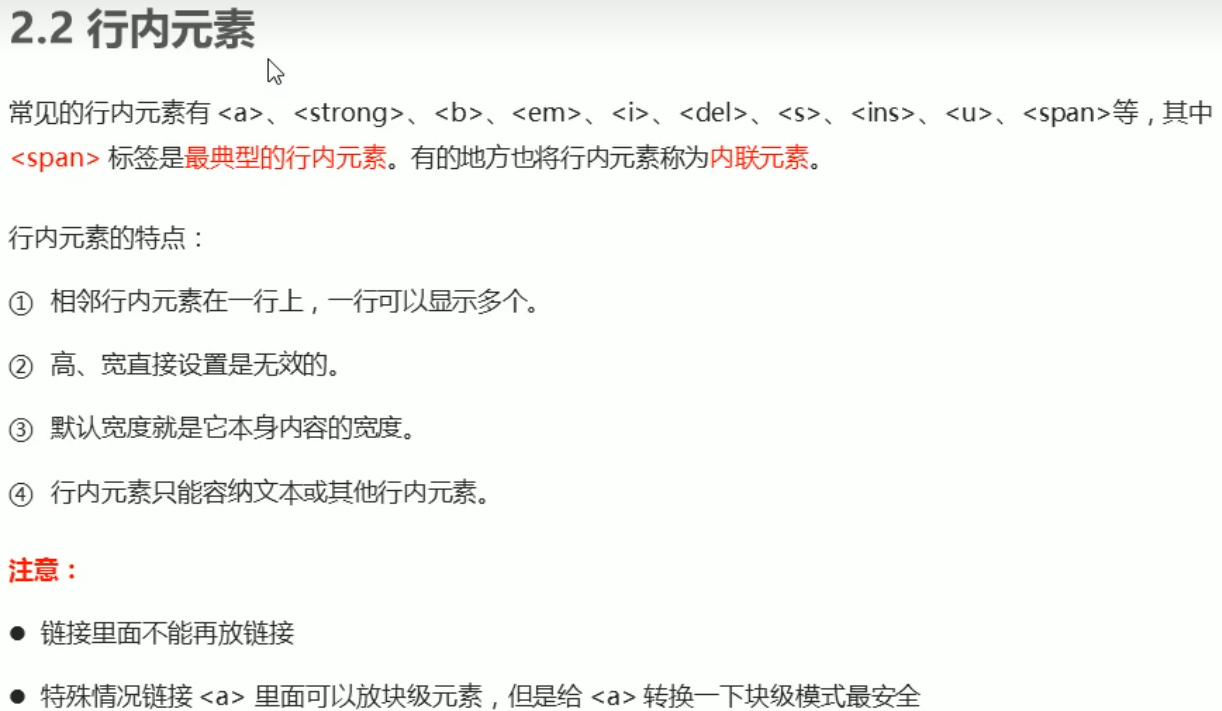 2.2 行内元素
常见的行内元素有 <a>、<strong>、<b>、<em>、<i>、<del>、<s>、<ins>、<u>、<span>等，其中
<span> 标签是最典型的行内元素。有的地方也将行内元素称为内联元素。
行内元素的特点：
① 相邻行内元素在一行上，一行可以显示多个。
② 高、宽直接设置是无效的。
③ 默认宽度就是它本身内容的宽度。
④ 行内元素只能容纳文本或其他行内元素。
注意：
● 链接里面不能再放链接
● 特殊情况链接 <a> 里面可以放块级元素，但是给 <a> 转换一下块级模式最安全